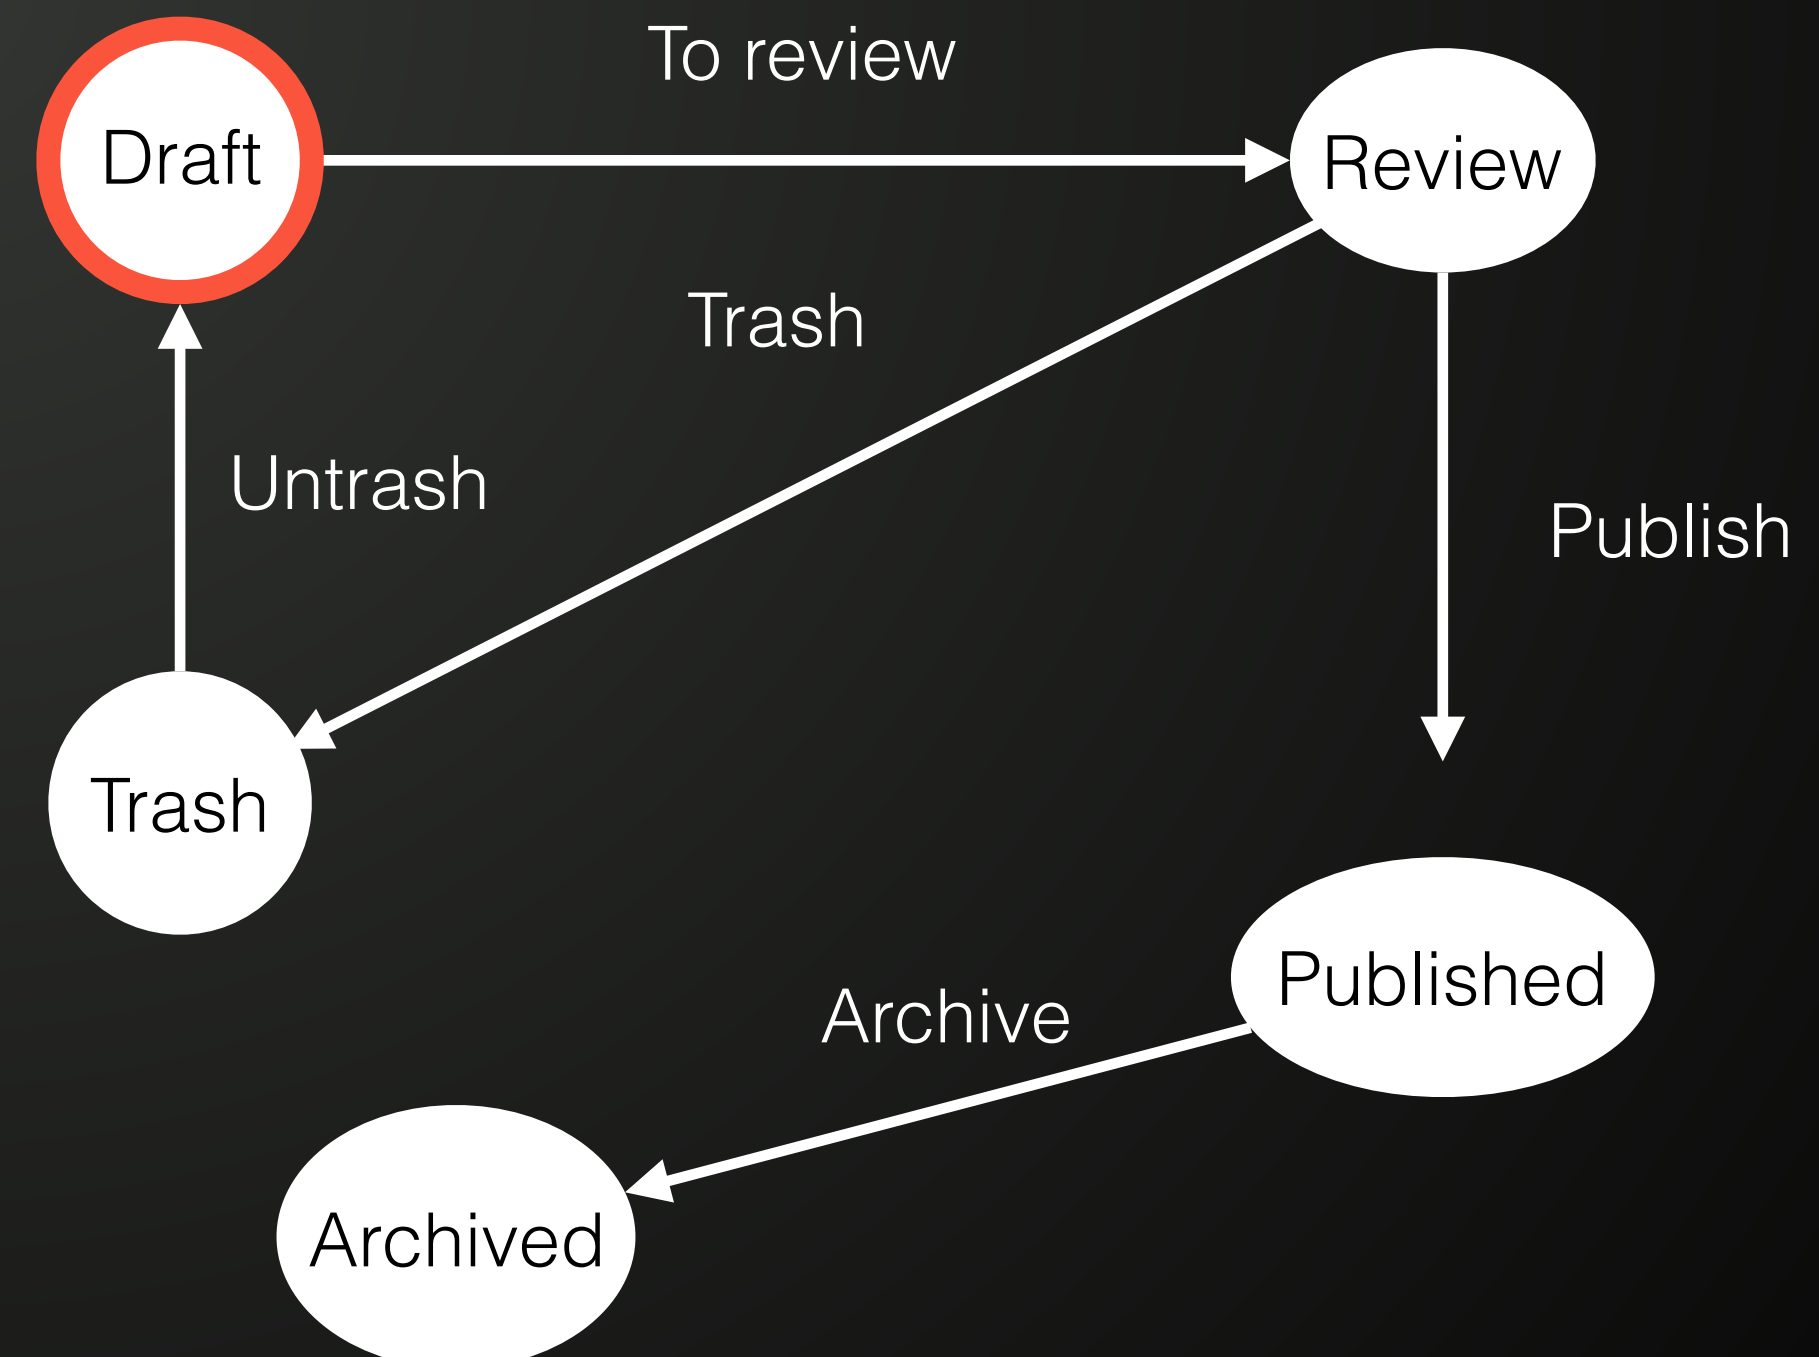 To review
Draft
Review
Trash
Untrash
Publish
Trash
Published
Archive
Archived